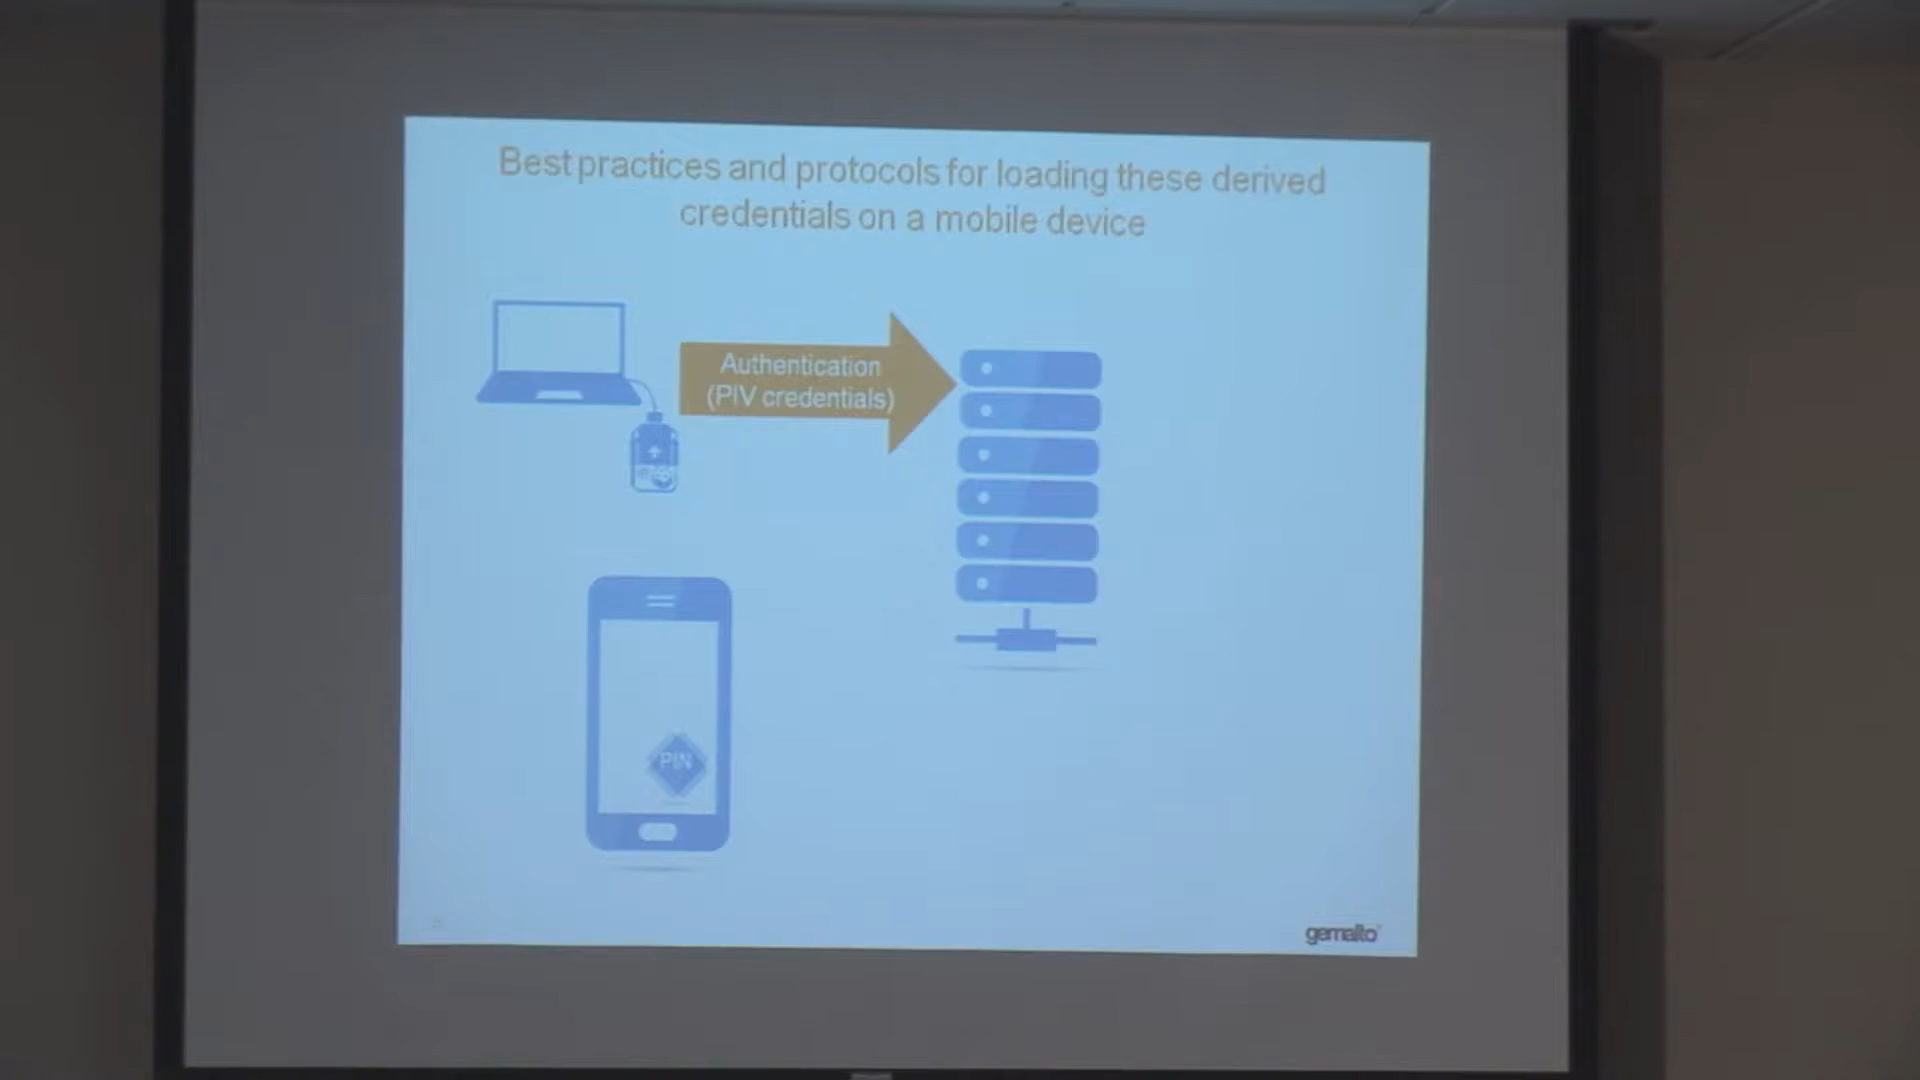 Best practices and protocols for loading these derived
credentials on a mobile device
Authentication
(PIV credentials)
PIN
gemalto